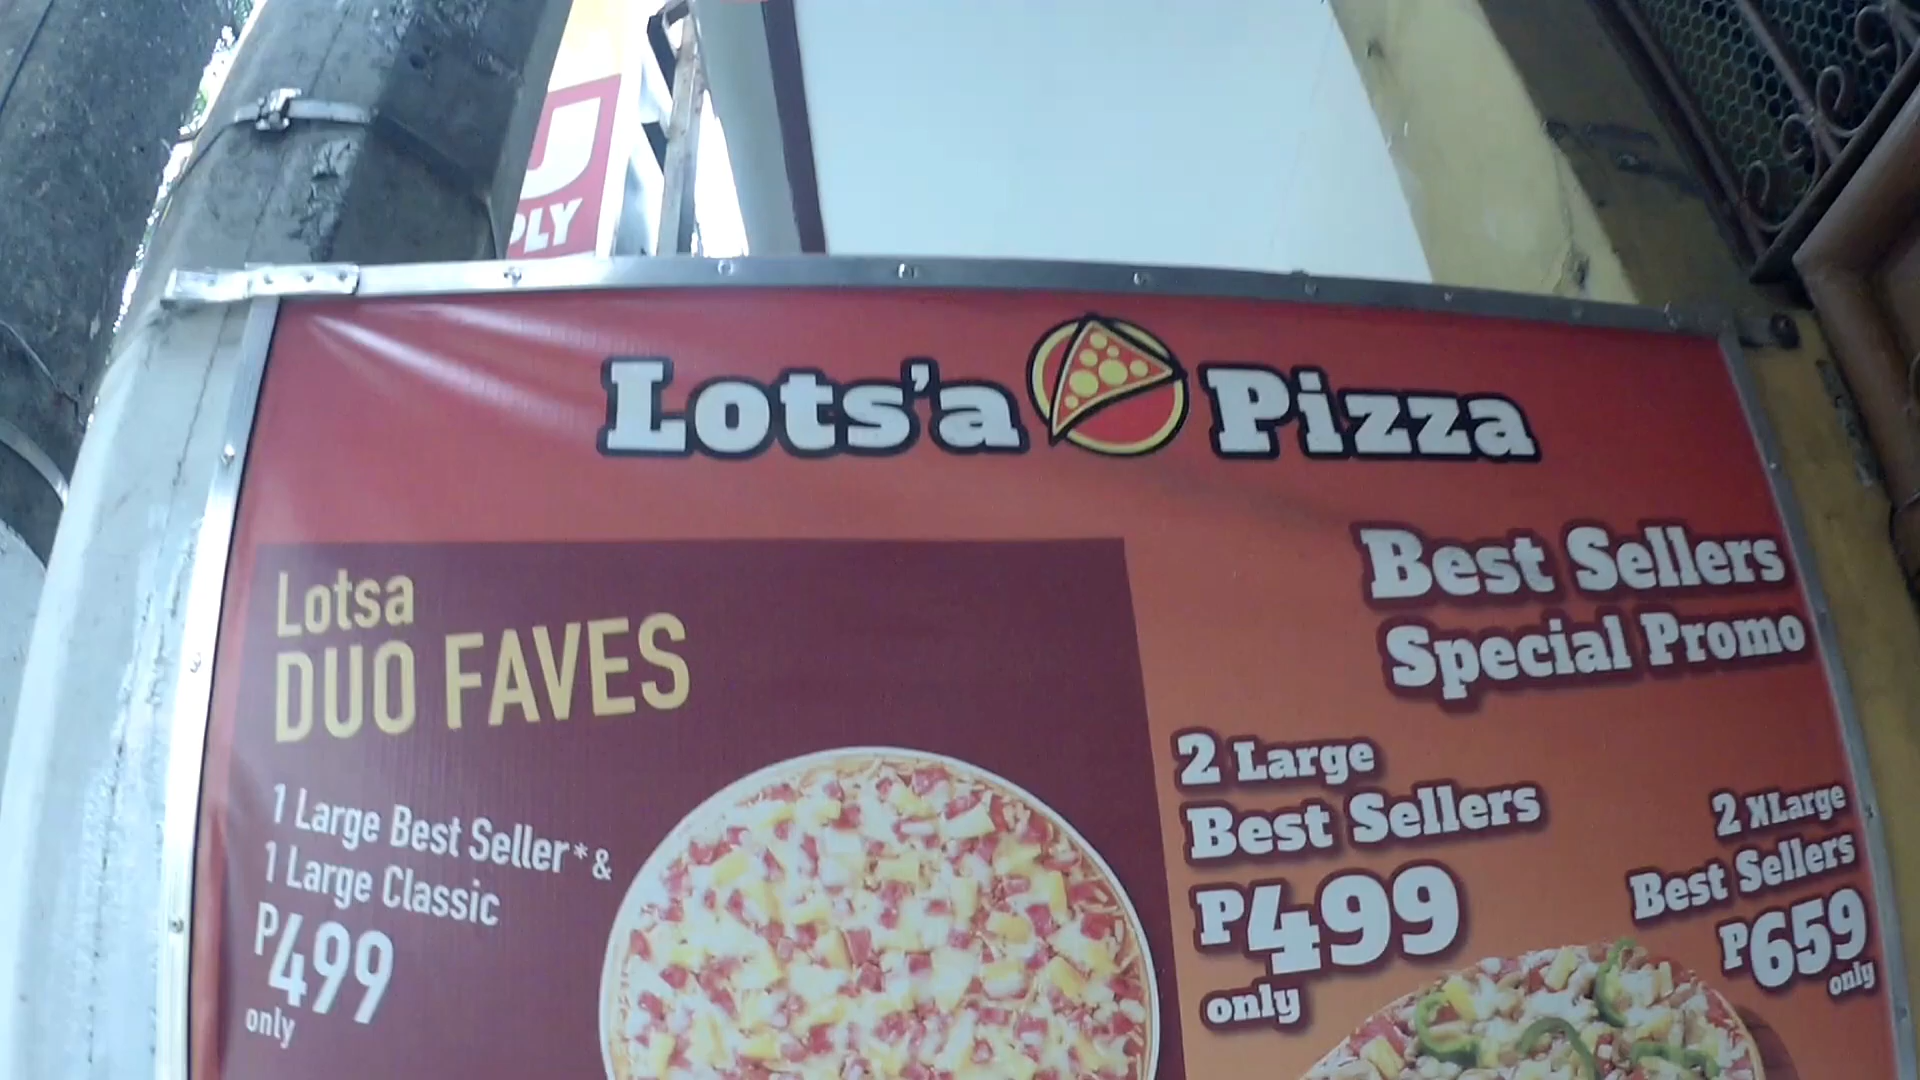 PLY
Lots'a Pizza
Lotsa
DUO FAVES
1 Large Best Seller* &
1 Large Classic
P499
only
Best Sellers
Special Promo
2 Large
Best Sellers
P499
only
2 XLarge
Best Sellers
P659
only